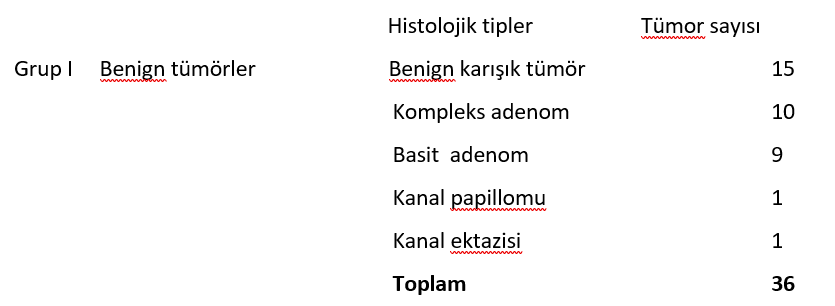 Histolojik tipler Tümor sayısı
Grup I Benign tümörler Benign karışık tümör 15
Kompleks adenom 10
Basit adenom 9
Kanal papillomu 1
Kanal ektazisi 1
Toplam 36